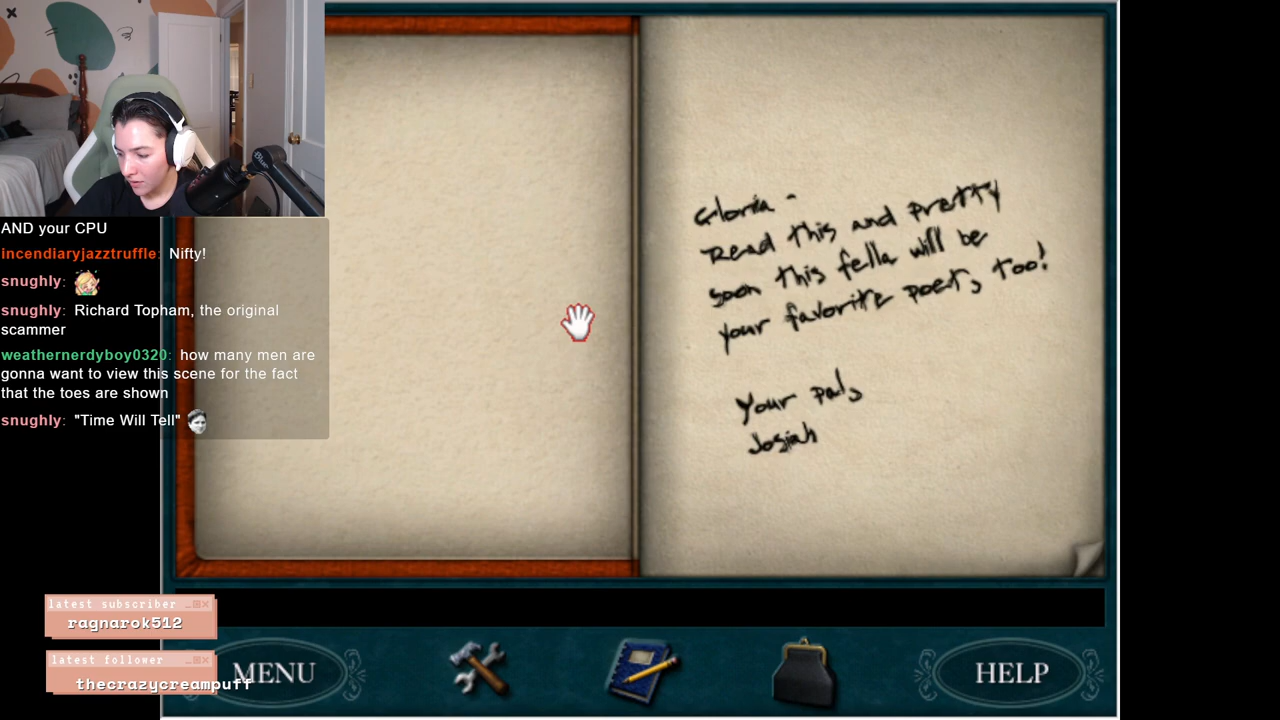 AND your CPU
incendiaryjazztruffle: Nifty!
snughly:
snughly: Richard Topham, the original
scammer
weathernerdyboy0320: how many men are
gonna want to view this scene for the fact
that the toes are shown
snughly: "Time Will Tell"
Gloria -
Read this and pretty
soon this fella will be
your favorite poet, too!
Your pal,
Josiah
latest subscriber
ragnarok512
latest follower
thecrazycreampuff
MENU
HELP